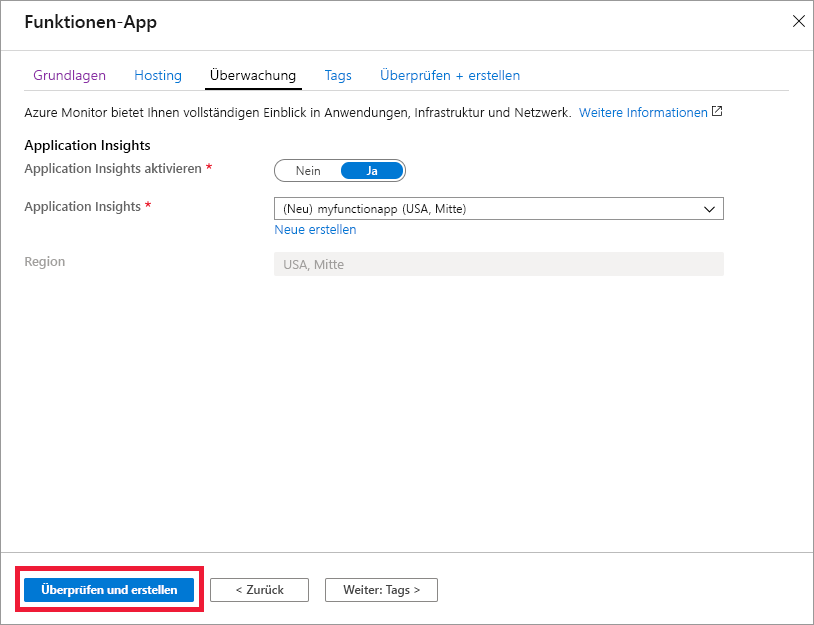 Funktionen-App
Grundlagen Hosting Überwachung Tags Überprüfen + erstellen
Azure Monitor bietet Ihnen vollständigen Einblick in Anwendungen, Infrastruktur und Netzwerk. Weitere Informationen
Application Insights
Application Insights aktivieren * Nein Ja
Application Insights * (Neu) myfunctionapp (USA, Mitte)
Neue erstellen
Region USA, Mitte
Überprüfen und erstellen < Zurück Weiter: Tags >